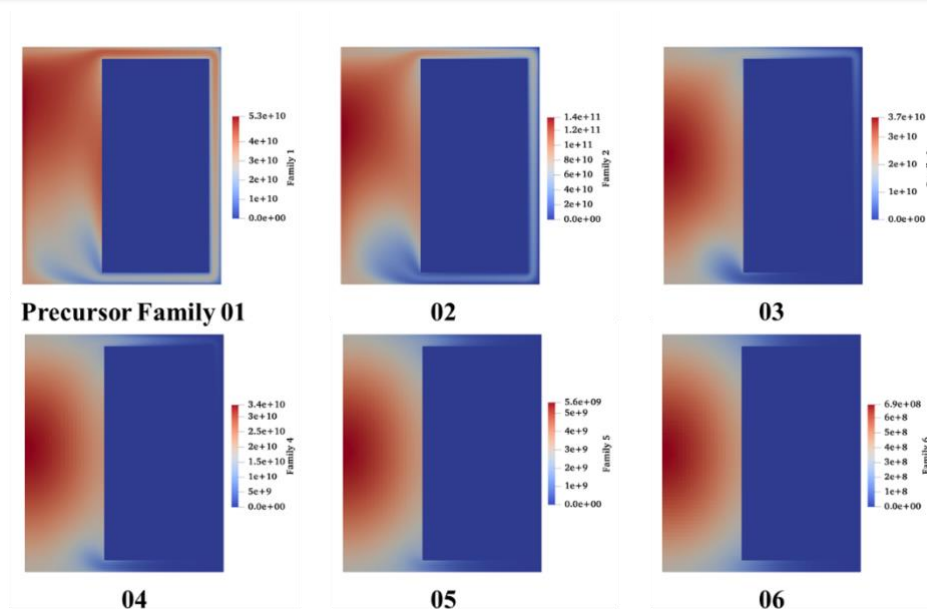 5.3e+10
4e+10
3e+10
2e+10
1e+10
0.0e+00
Family 1
Precursor Family 01
1.4e+11
1.2e+11
1e+11
8e+10
6e+10
4e+10
2e+10
0.0e+00
Family 2
02
3.7e+10
3e+10
2e+10
1e+10
0.0e+00
03
3.4e+10
3e+10
2.5e+10
2e+10
1.5e+10
1e+10
5e+9
0.0e+00
Family 4
04
5.6e+09
5e+9
4e+9
3e+9
2e+9
1e+9
0.0e+00
Family 5
05
6.9e+08
6e+8
5e+8
4e+8
3e+8
2e+8
1e+8
0.0e+00
Family 6
06